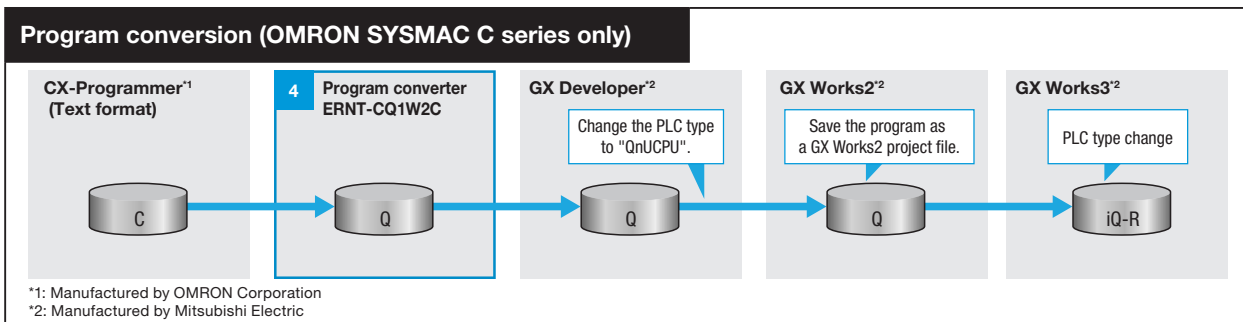 Program conversion (OMRON SYSMAC C series only)
CX-Programmer*1
(Text format)
4
Program converter
ERNT-CQ1W2C
GX Developer*2
GX Works2*2
GX Works3*2
Change the PLC type
to "QnUCPU".
Save the program as
a GX Works2 project file.
PLC type change
C
Q
Q
Q
iQ-R
*1: Manufactured by OMRON Corporation
*2: Manufactured by Mitsubishi Electric